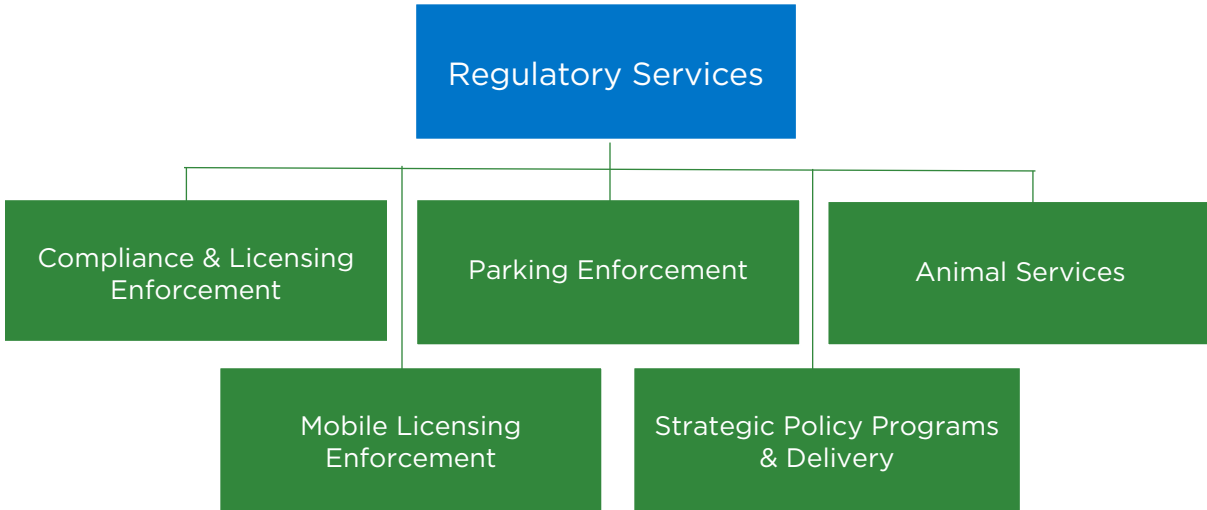 Regulatory Services
Compliance & Licensing
Enforcement
Parking Enforcement
Animal Services
Mobile Licensing
Enforcement
Strategic Policy Programs
& Delivery